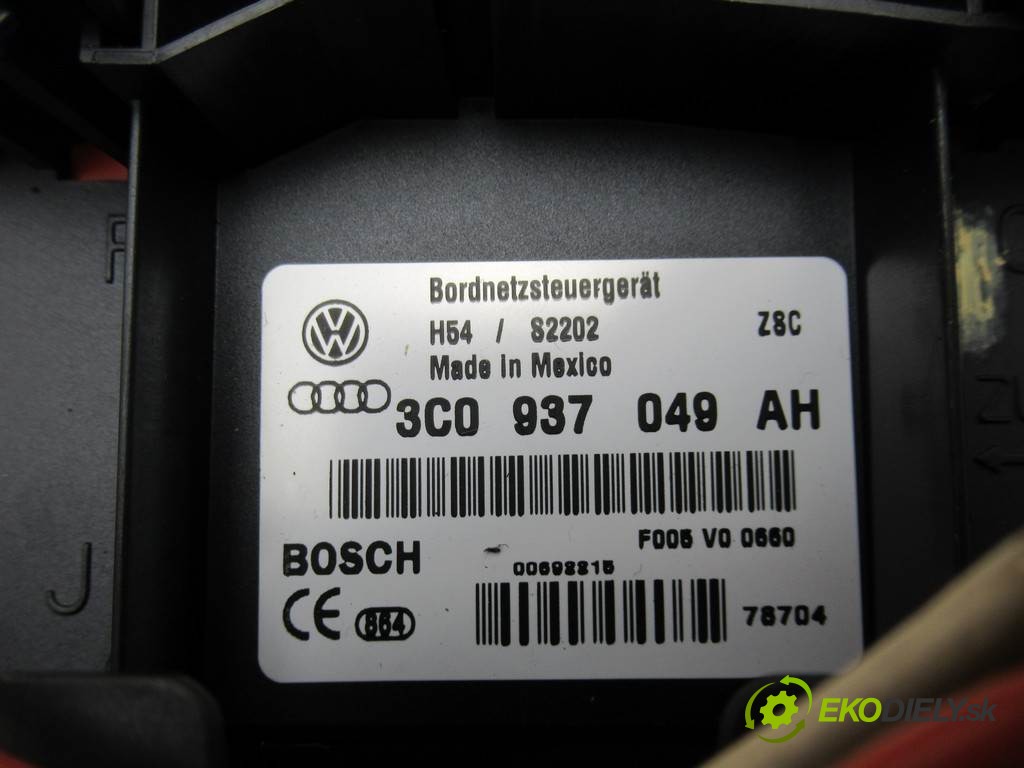 Bordnetzsteuergerät
H54 / S2202 Z8C
Made in Mexico
3C0 937 049 AH
F005 V0 0660
BOSCH
00698815
CE 864
78704
J
EKODIELY.sk